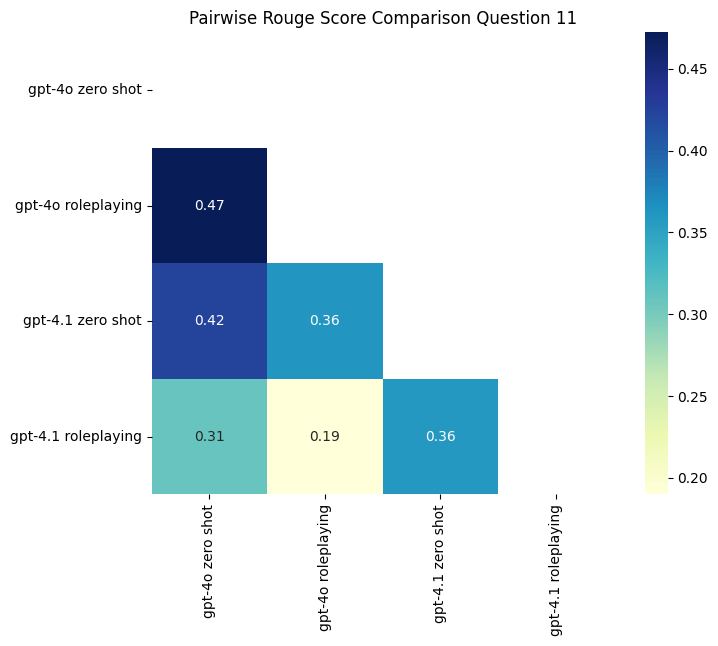 Pairwise Rouge Score Comparison Question 11
gpt-4o zero shot
gpt-4o roleplaying
gpt-4.1 zero shot
gpt-4.1 roleplaying
0.47
0.42 0.36
0.31 0.19 0.36
gpt-4o zero shot
gpt-4o roleplaying
gpt-4.1 zero shot
gpt-4.1 roleplaying
0.45
0.40
0.35
0.30
0.25
0.20